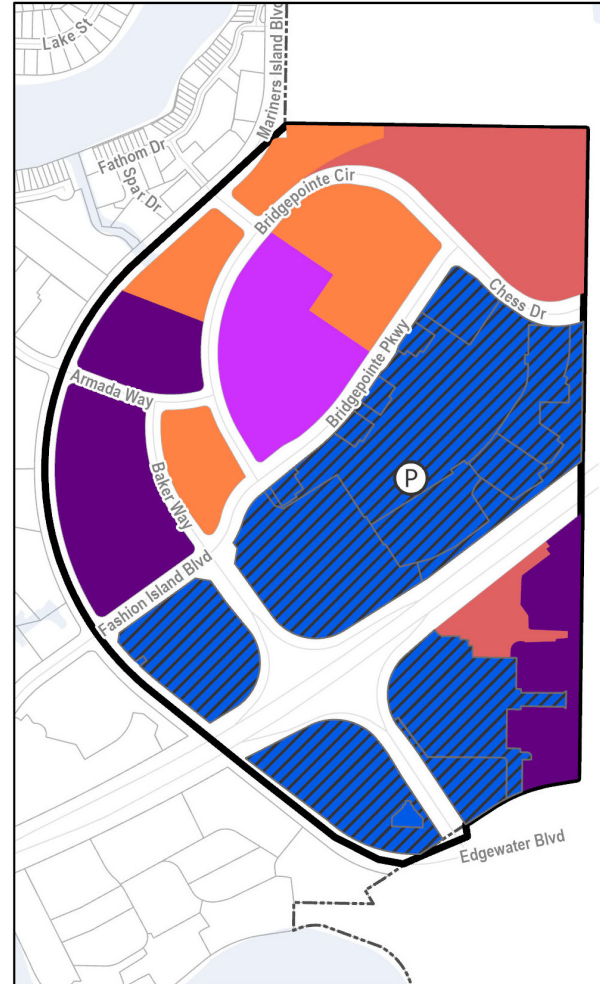 Lake St
Mariners Island Blvd
Fathom Dr
Spar Dr
Bridgepointe Cir
Chess Dr
Bridgepointe Pkwy
Armada Way
Baker Way
P
Fashion Island Blvd
Edgewater Blvd